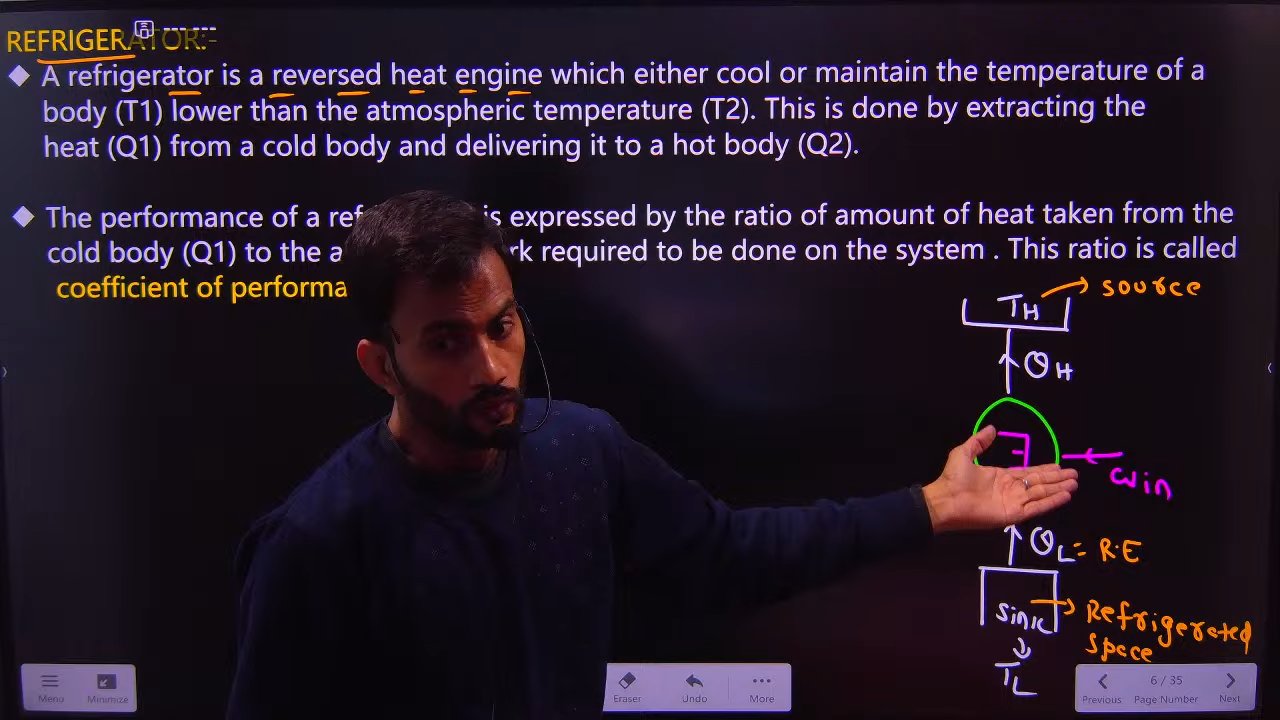 REFRIGERATOR:-
A refrigerator is a reversed heat engine which either cool or maintain the temperature of a
body (T1) lower than the atmospheric temperature (T2). This is done by extracting the
heat (Q1) from a cold body and delivering it to a hot body (Q2).
The performance of a ref is expressed by the ratio of amount of heat taken from the
cold body (Q1) to the a rk required to be done on the system . This ratio is called
coefficient of performa
TH source
QH
E
Win
QL = R.E
Sink Refrigerated
space
TL
Menu Minimize Eraser Undo More Previous 6 / 35 Page Number Next